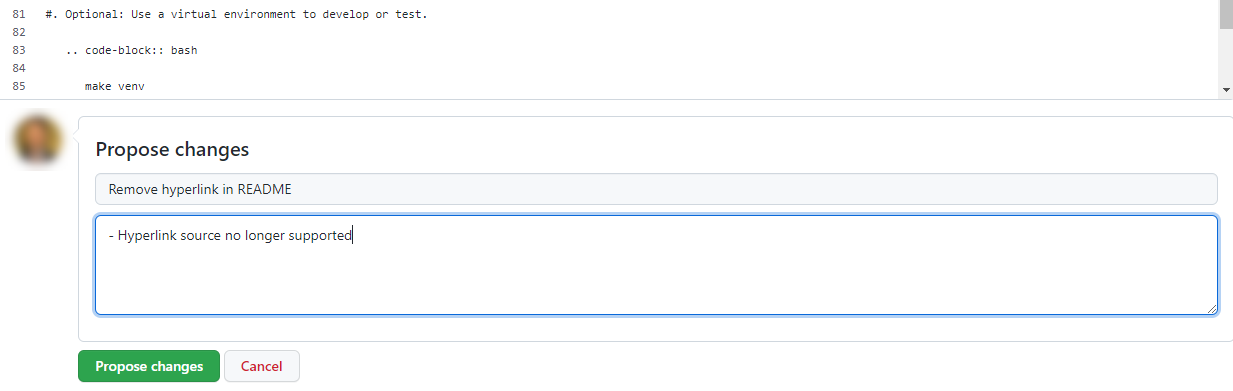 81 #. Optional: Use a virtual environment to develop or test.
82
83 .. code-block:: bash
84
85 make venv
Propose changes
Remove hyperlink in README
- Hyperlink source no longer supported
Propose changes Cancel